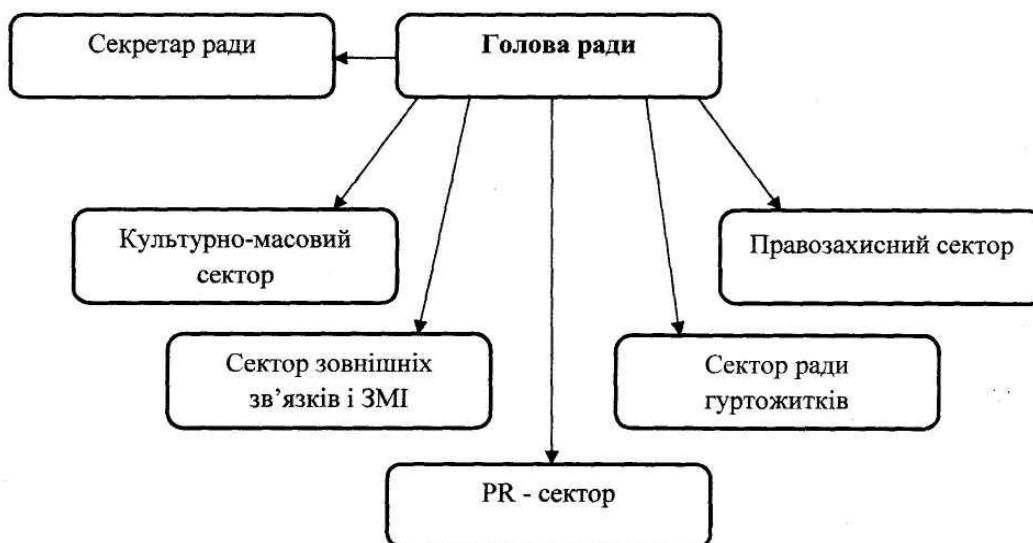 Секретар ради
Голова ради
Культурно-масовий
сектор
Правозахисний сектор
Сектор зовнішніх
зв’язків і ЗМІ
Сектор ради
гуртожитків
PR - сектор